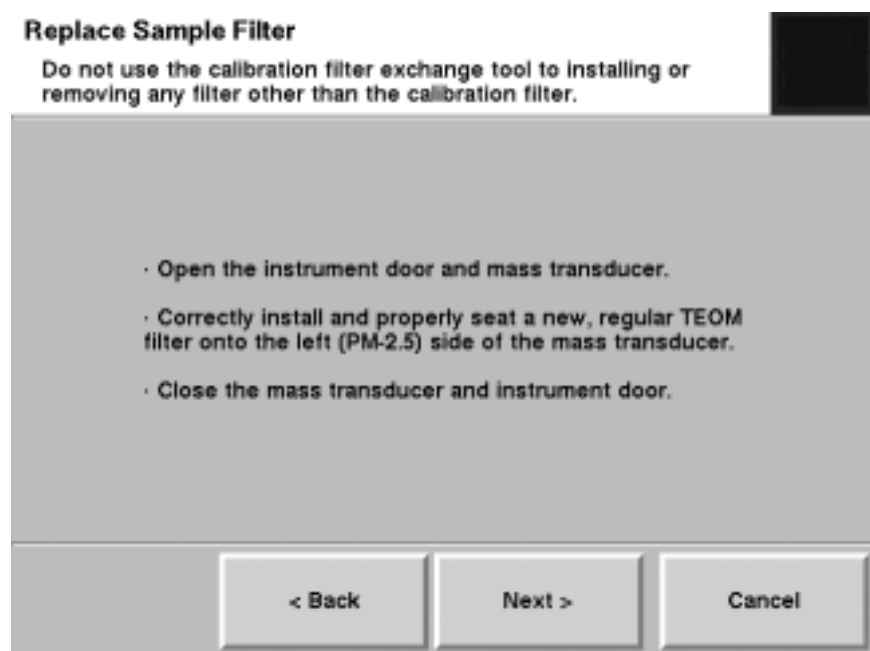 Replace Sample Filter
Do not use the calibration filter exchange tool to installing or
removing any filter other than the calibration filter.
· Open the instrument door and mass transducer.
· Correctly install and properly seat a new, regular TEOM
filter onto the left (PM-2.5) side of the mass transducer.
· Close the mass transducer and instrument door.
< Back
Next >
Cancel